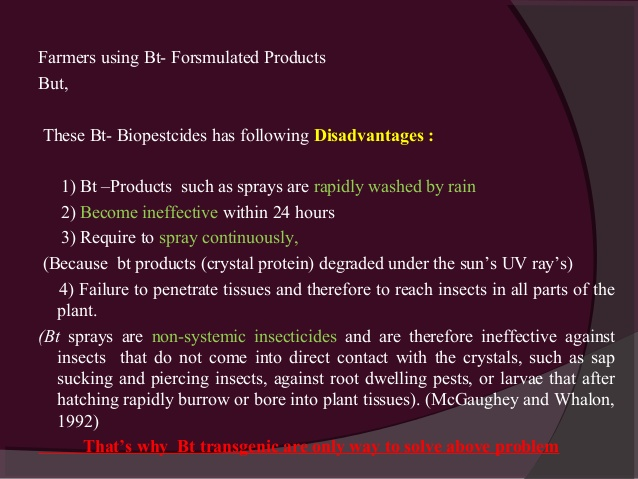 Farmers using Bt- Forsmulated Products
But,
These Bt- Biopestcides has following Disadvantages :
1) Bt –Products such as sprays are rapidly washed by rain
2) Become ineffective within 24 hours
3) Require to spray continuously,
(Because bt products (crystal protein) degraded under the sun’s UV ray’s)
4) Failure to penetrate tissues and therefore to reach insects in all parts of the
plant.
(Bt sprays are non-systemic insecticides and are therefore ineffective against
insects that do not come into direct contact with the crystals, such as sap
sucking and piercing insects, against root dwelling pests, or larvae that after
hatching rapidly burrow or bore into plant tissues). (McGaughey and Whalon,
1992)
That’s why Bt transgenic are only way to solve above problem